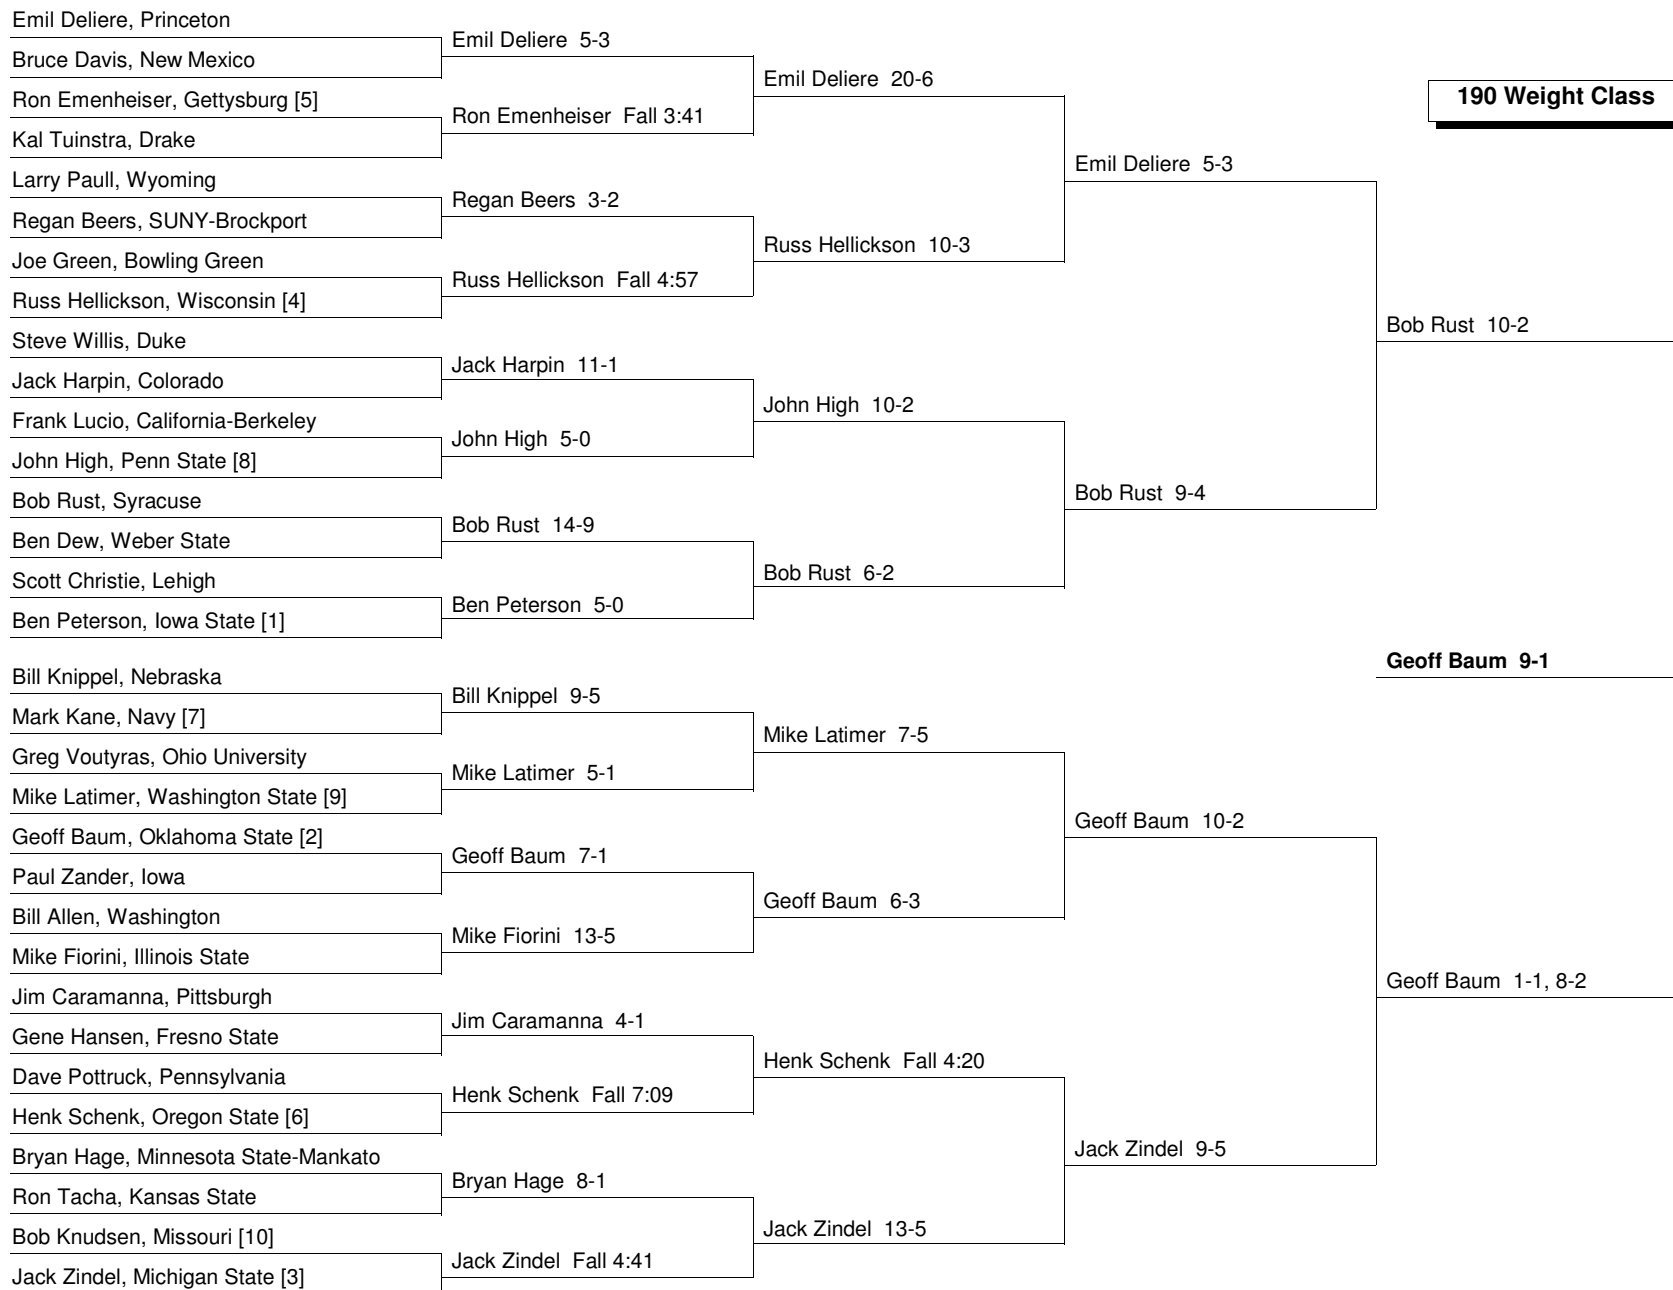 Emil Deliere, Princeton
Bruce Davis, New Mexico
Ron Emenheiser, Gettysburg [5]
Kal Tuinstra, Drake
Larry Paull, Wyoming
Regan Beers, SUNY-Brockport
Joe Green, Bowling Green
Russ Hellickson, Wisconsin [4]
Steve Willis, Duke
Jack Harpin, Colorado
Frank Lucio, California-Berkeley
John High, Penn State [8]
Bob Rust, Syracuse
Ben Dew, Weber State
Scott Christie, Lehigh
Ben Peterson, Iowa State [1]
Bill Knippel, Nebraska
Mark Kane, Navy [7]
Greg Voutyras, Ohio University
Mike Latimer, Washington State [9]
Geoff Baum, Oklahoma State [2]
Paul Zander, Iowa
Bill Allen, Washington
Mike Fiorini, Illinois State
Jim Caramanna, Pittsburgh
Gene Hansen, Fresno State
Dave Pottruck, Pennsylvania
Henk Schenk, Oregon State [6]
Bryan Hage, Minnesota State-Mankato
Ron Tacha, Kansas State
Bob Knudsen, Missouri [10]
Jack Zindel, Michigan State [3]
Emil Deliere 5-3
Ron Emenheiser Fall 3:41
Regan Beers 3-2
Russ Hellickson Fall 4:57
Jack Harpin 11-1
John High 5-0
Bob Rust 14-9
Ben Peterson 5-0
Bill Knippel 9-5
Mike Latimer 5-1
Geoff Baum 7-1
Mike Fiorini 13-5
Jim Caramanna 4-1
Henk Schenk Fall 7:09
Bryan Hage 8-1
Jack Zindel Fall 4:41
Emil Deliere 20-6
Russ Hellickson 10-3
John High 10-2
Bob Rust 6-2
Mike Latimer 7-5
Geoff Baum 6-3
Henk Schenk Fall 4:20
Jack Zindel 13-5
Emil Deliere 5-3
Bob Rust 9-4
Geoff Baum 10-2
Jack Zindel 9-5
190 Weight Class
Bob Rust 10-2
Geoff Baum 9-1
Geoff Baum 1-1, 8-2